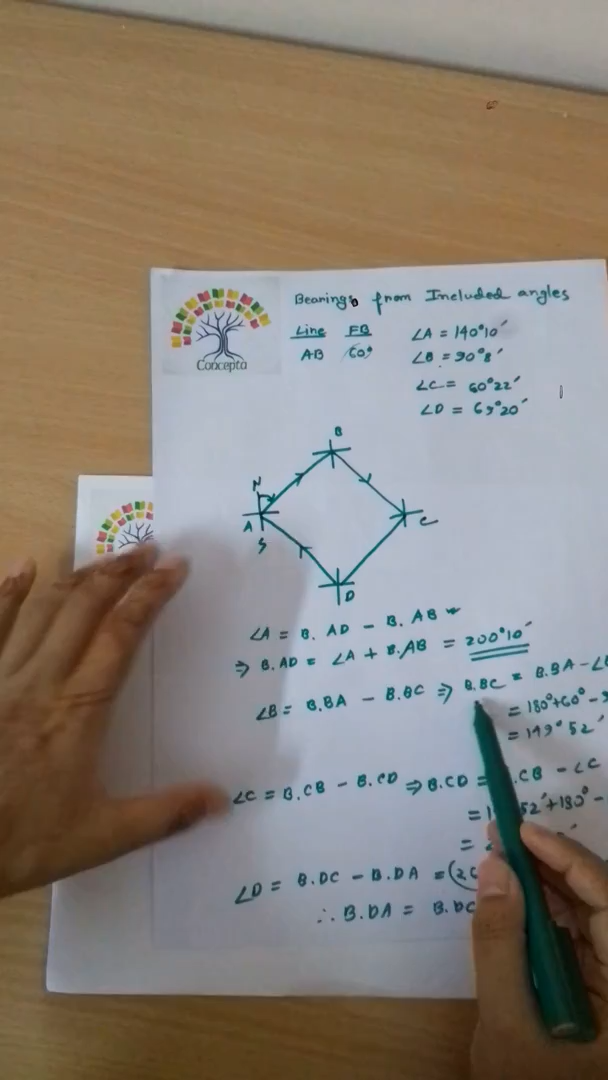 Concepta
Bearings from Included angles
Line FB
AB 60°
∠A = 140°10′
∠B = 90°8′
∠C = 60°22′
∠D = 69°20′
B
N
A
C
S
D
∠A = B. AD - B. AB
⇒ B. AD = ∠A + B.AB = 200°10′
∠B = B.BA - B.BC ⇒ B.BC = B.BA - ∠B
= 180°+60° -
= 149°52′
∠C = B.CB - B.CD ⇒ B.CD = .CB - ∠C
52′+180° -
=
∠D = B.DC - B.DA =
∴ B.DA = B.DC